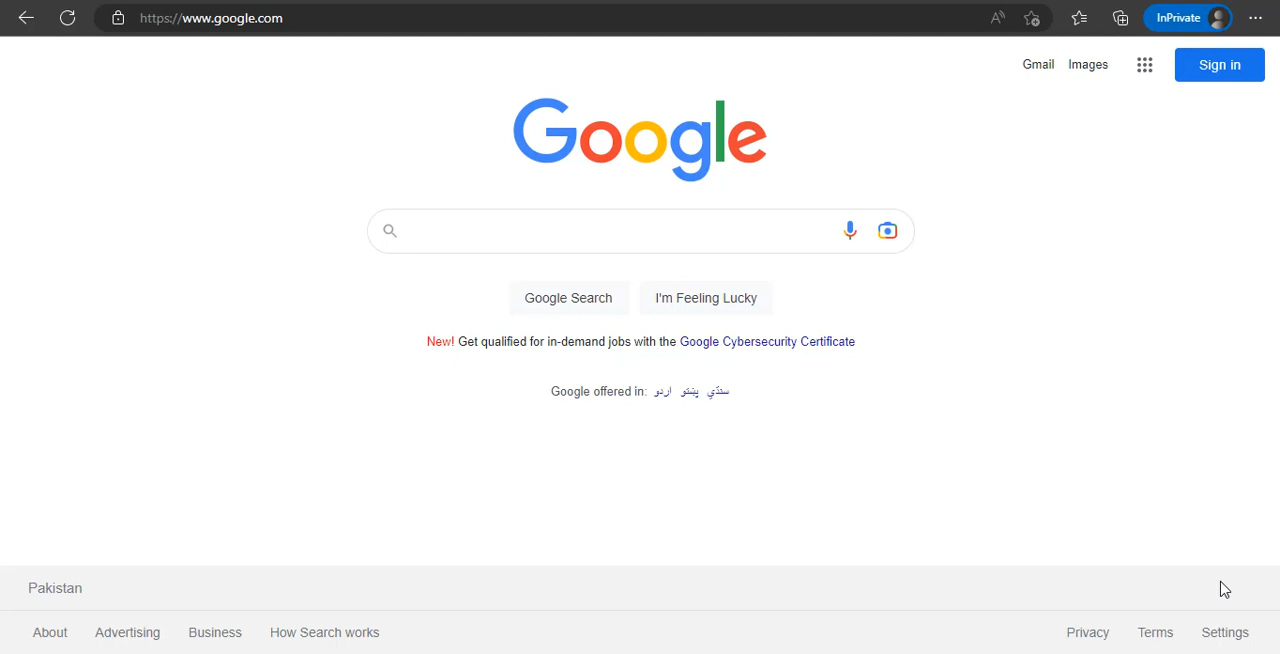 https://www.google.com
InPrivate
Gmail Images
Sign in
Google
Google Search I'm Feeling Lucky
New! Get qualified for in-demand jobs with the Google Cybersecurity Certificate
Google offered in: اردو پښتو سنڌي
Pakistan
About Advertising Business How Search works Privacy Terms Settings